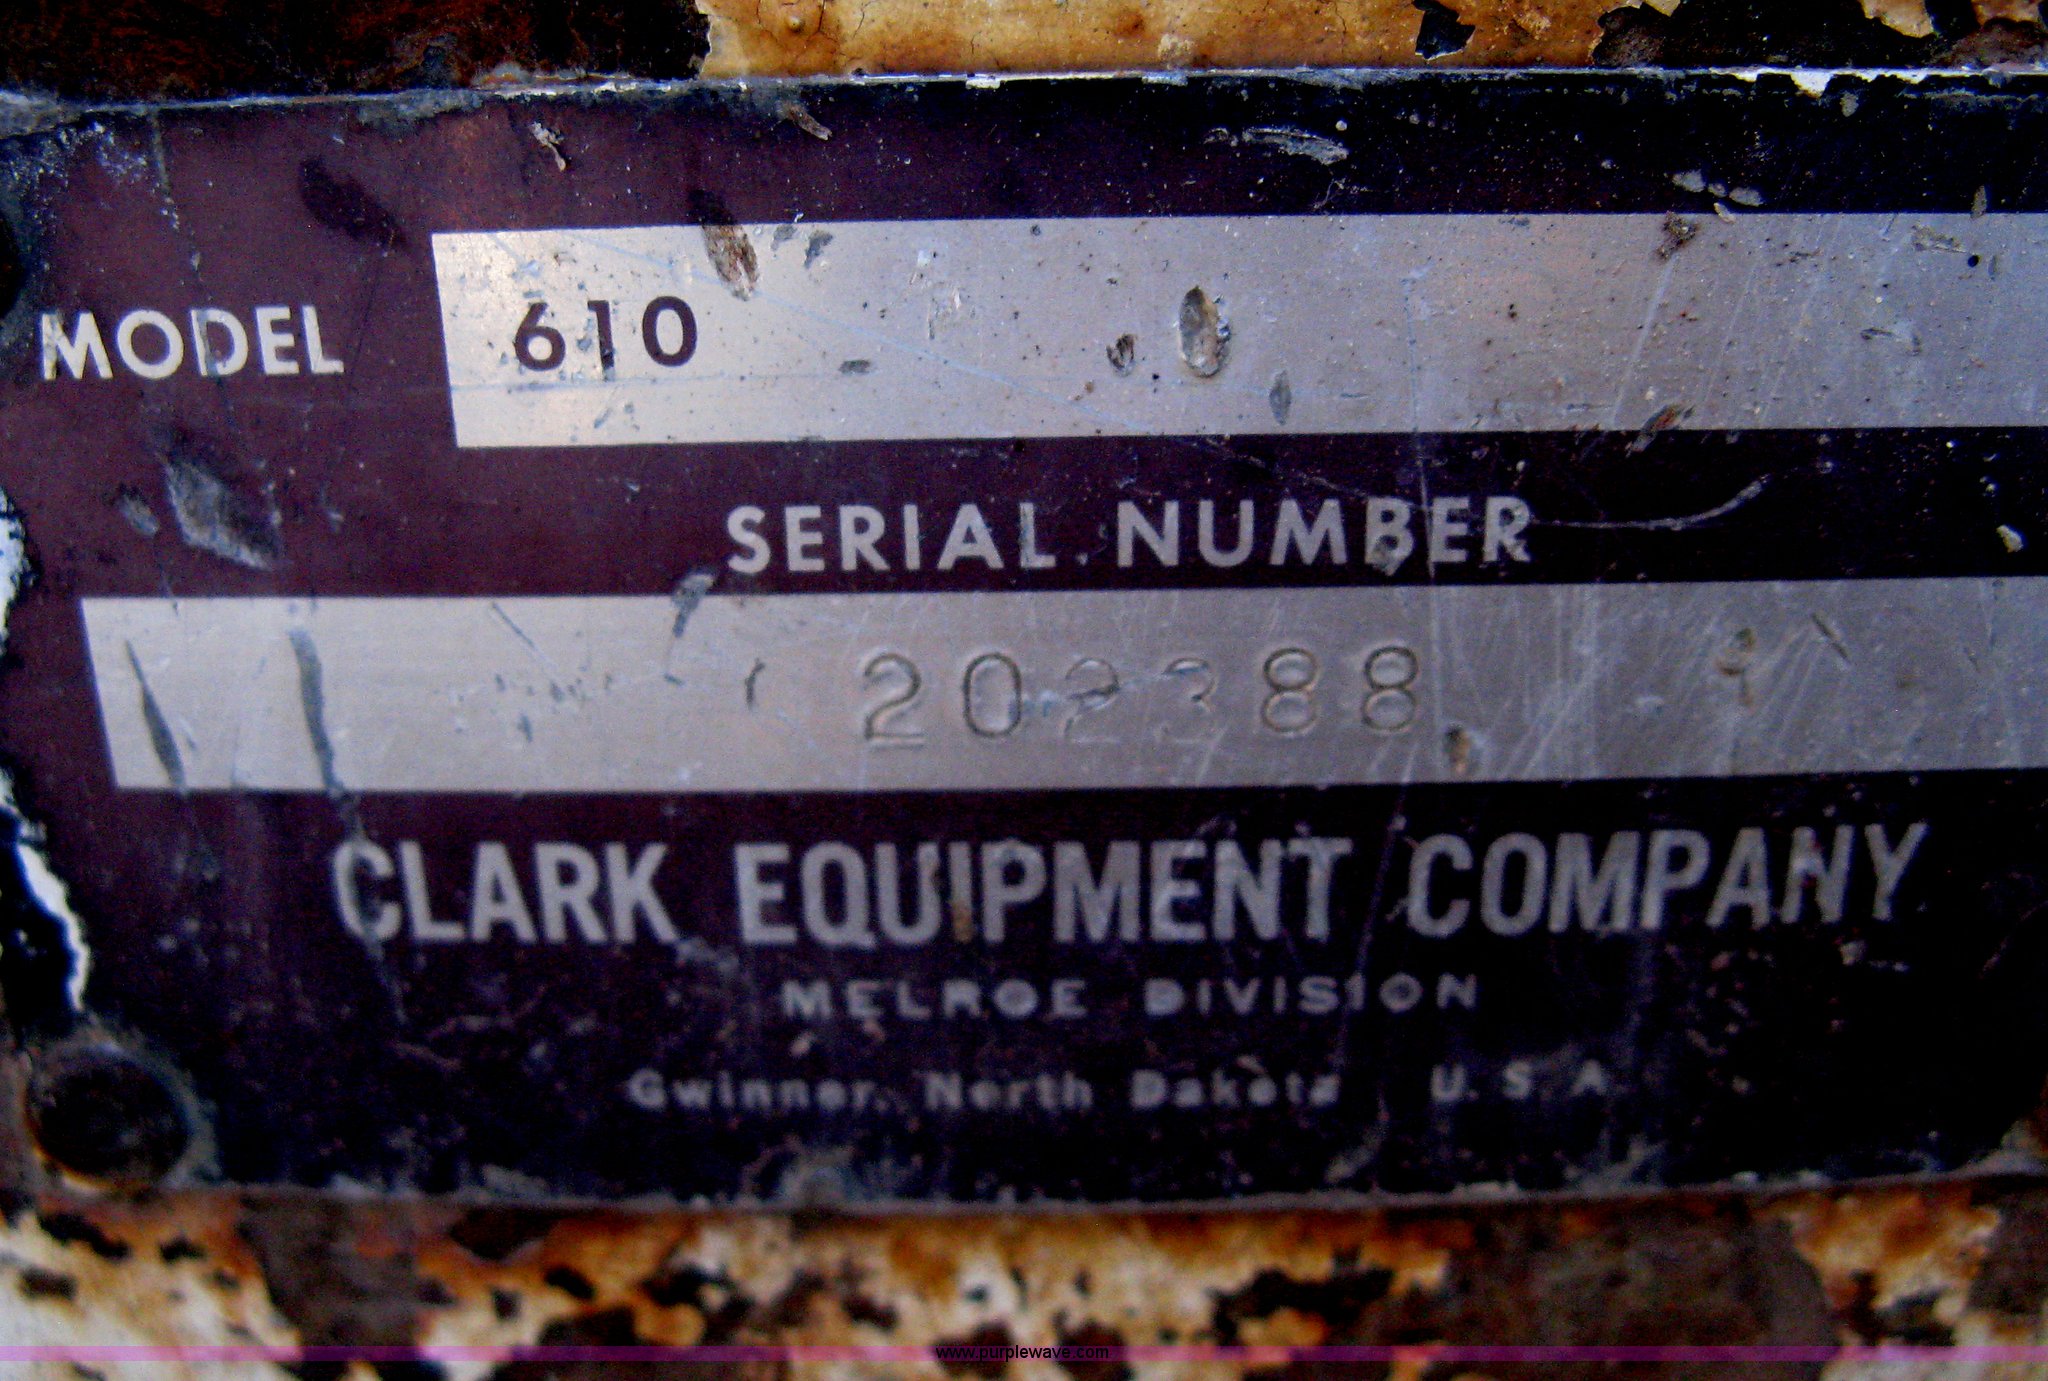 MODEL 610
SERIAL NUMBER
202388
CLARK EQUIPMENT COMPANY
MELROE DIVISION
Gwinner, North Dakota U.S.A
www.purplewave.com